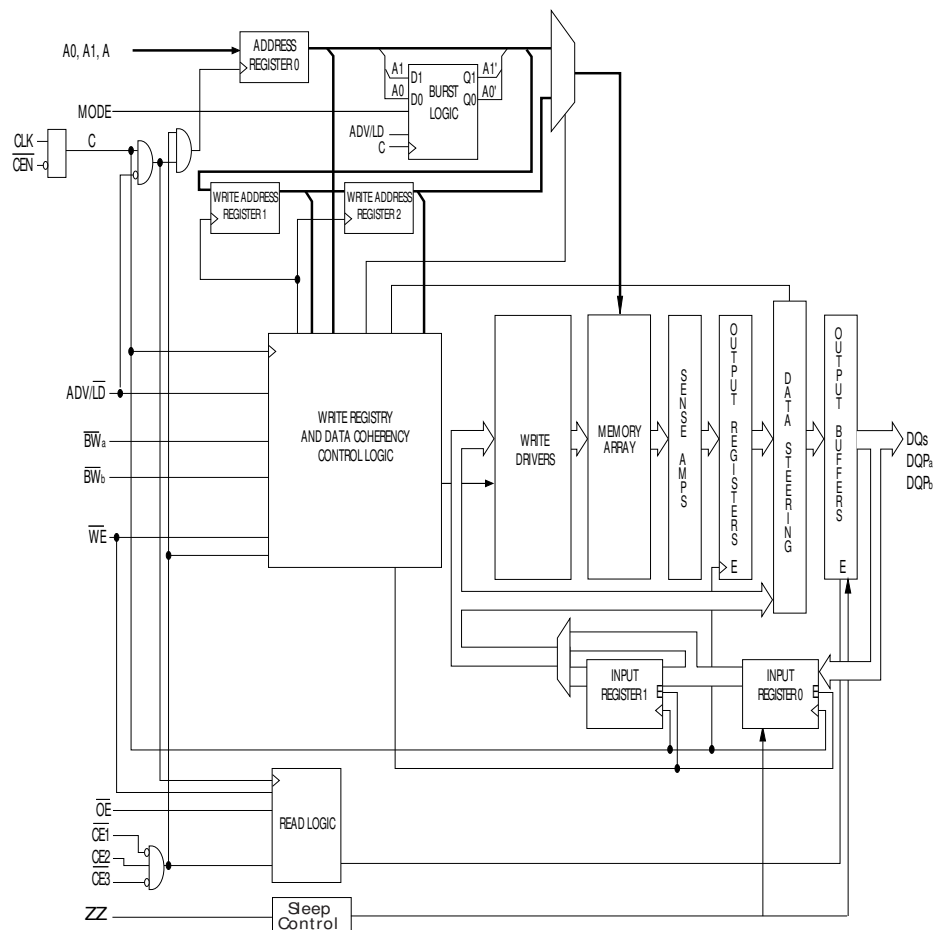 A0, A1, A
ADDRESS
REGISTER 0
A1
A0
D1
D0
BURST
LOGIC
Q1
Q0
A1'
A0'
MODE
ADV/LD
C
CLK
CEN
C
WRITE ADDRESS
REGISTER 1
WRITE ADDRESS
REGISTER 2
ADV/LD
BWa
BWb
WE
WRITE REGISTRY
AND DATA COHERENCY
CONTROL LOGIC
WRITE
DRIVERS
MEMORY
ARRAY
SENSE AMPS
OUTPUT REGISTERS
E
DATA STEERING
OUTPUT BUFFERS
E
DQs
DQPa
DQPb
INPUT
REGISTER 1
E
INPUT
REGISTER 0
E
OE
CE1
CE2
CE3
READ LOGIC
ZZ
Sleep
Control